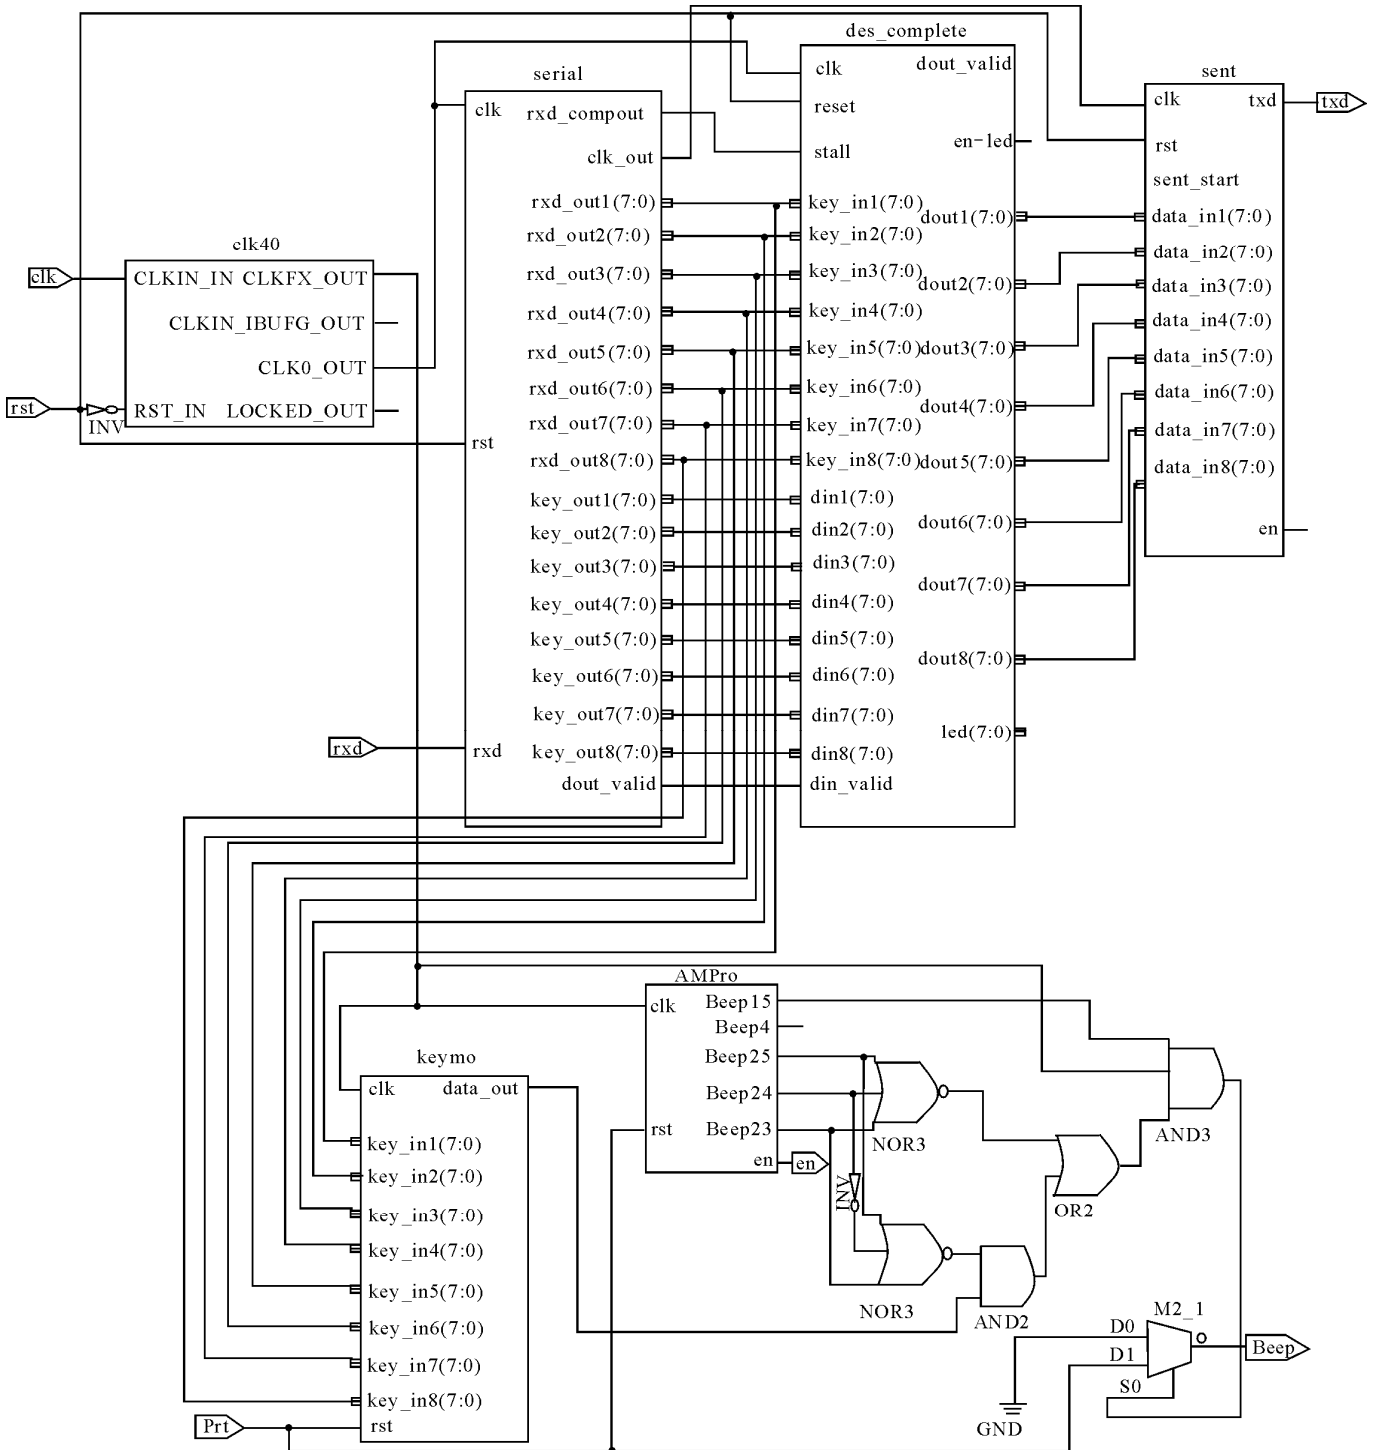 des_complete
clk
dout_valid
reset
en-led
stall
key_in1(7:0)
key_in2(7:0)
key_in3(7:0)
key_in4(7:0)
key_in5(7:0)
key_in6(7:0)
key_in7(7:0)
key_in8(7:0)
din1(7:0)
din2(7:0)
din3(7:0)
din4(7:0)
din5(7:0)
din6(7:0)
din7(7:0)
din8(7:0)
din_valid
dout1(7:0)
dout2(7:0)
dout3(7:0)
dout4(7:0)
dout5(7:0)
dout6(7:0)
dout7(7:0)
dout8(7:0)
led(7:0)
sent
clk
txd
txd
rst
sent_start
data_in1(7:0)
data_in2(7:0)
data_in3(7:0)
data_in4(7:0)
data_in5(7:0)
data_in6(7:0)
data_in7(7:0)
data_in8(7:0)
en
serial
clk
rxd_compout
clk_out
rxd_out1(7:0)
rxd_out2(7:0)
rxd_out3(7:0)
rxd_out4(7:0)
rxd_out5(7:0)
rxd_out6(7:0)
rxd_out7(7:0)
rst
rxd_out8(7:0)
key_out1(7:0)
key_out2(7:0)
key_out3(7:0)
key_out4(7:0)
key_out5(7:0)
key_out6(7:0)
key_out7(7:0)
rxd
rxd
key_out8(7:0)
dout_valid
clk40
clk
CLKIN_IN CLKFX_OUT
CLKIN_IBUFG_OUT
CLK0_OUT
rst
INV
RST_IN LOCKED_OUT
AMPro
clk
Beep15
Beep4
Beep25
Beep24
rst
Beep23
en
en
NOR3
INV
NOR3
AND2
OR2
AND3
keymo
clk
data_out
key_in1(7:0)
key_in2(7:0)
key_in3(7:0)
key_in4(7:0)
key_in5(7:0)
key_in6(7:0)
key_in7(7:0)
key_in8(7:0)
Prt
rst
M2_1
D0
D1
S0
Beep
GND